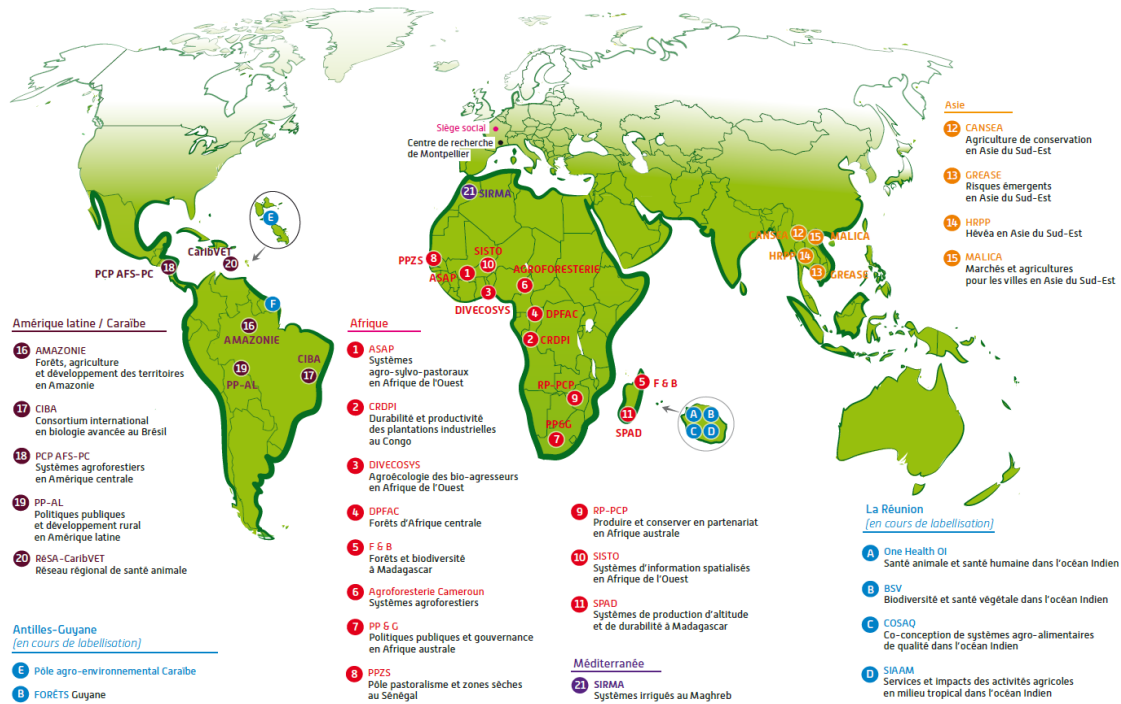 Siège social
Centre de recherche
de Montpellier
21 SIRMA
E
CaribVET
20
PCP AFS-PC
18
F
16
AMAZONIE
19
PP-AL
CIBA
17
PPZS 8
SISTO
10
ASAP 1
AGROFORESTERIE
6
3
DIVECOSYS
4 DPFAC
2 CRDPI
RP-PCP
9
5 F & B
11
SPAD
PP&G
7
A B
C D
CANSEA 12
15 MALICA
HRPP 14
13 GREASE
Asie
12 CANSEA
Agriculture de conservation
en Asie du Sud-Est
13 GREASE
Risques émergents
en Asie du Sud-Est
14 HRPP
Hévéa en Asie du Sud-Est
15 MALICA
Marchés et agricultures
pour les villes en Asie du Sud-Est
Amérique latine / Caraïbe
16 AMAZONIE
Forêts, agriculture
et développement des territoires
en Amazonie
17 CIBA
Consortium international
en biologie avancée au Brésil
18 PCP AFS-PC
Systèmes agroforestiers
en Amérique centrale
19 PP-AL
Politiques publiques
et développement rural
en Amérique latine
20 RéSA-CaribVET
Réseau régional de santé animale
Antilles-Guyane
(en cours de labellisation)
E Pôle agro-environnemental Caraïbe
B FORÊTS Guyane
Afrique
1 ASAP
Systèmes
agro-sylvo-pastoraux
en Afrique de l'Ouest
2 CRDPI
Durabilité et productivité
des plantations industrielles
au Congo
3 DIVECOSYS
Agroécologie des bio-agresseurs
en Afrique de l'Ouest
4 DPFAC
Forêts d'Afrique centrale
5 F & B
Forêts et biodiversité
à Madagascar
6 Agroforesterie Cameroun
Systèmes agroforestiers
7 PP & G
Politiques publiques et gouvernance
en Afrique australe
8 PPZS
Pôle pastoralisme et zones sèches
au Sénégal
9 RP-PCP
Produire et conserver en partenariat
en Afrique australe
10 SISTO
Systèmes d'information spatialisés
en Afrique de l'Ouest
11 SPAD
Systèmes de production d'altitude
et de durabilité à Madagascar
Méditerranée
21 SIRMA
Systèmes irrigués au Maghreb
La Réunion
(en cours de labellisation)
A One Health OI
Santé animale et santé humaine dans l'océan Indien
B BSV
Biodiversité et santé végétale dans l'océan Indien
C COSAQ
Co-conception de systèmes agro-alimentaires
de qualité dans l'océan Indien
D SIAAM
Services et impacts des activités agricoles
en milieu tropical dans l'océan Indien